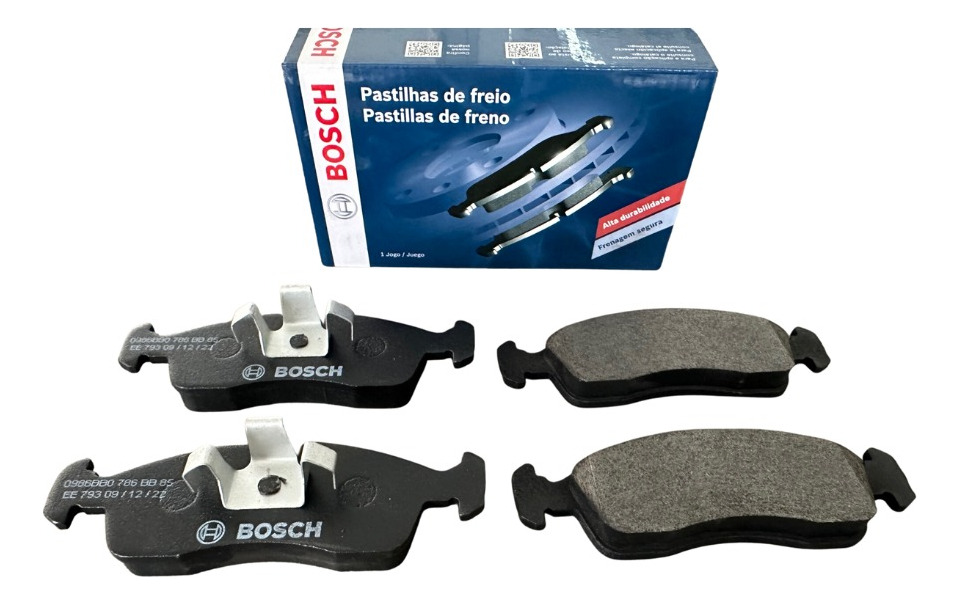 BOSCH
BOSCH
Pastilhas de freio
Pastillas de freno
Alta durabilidade
Frenagem segura
1 Jogo / Juego
0986BB0 786 BB 85
EE 793 09 / 12 / 22
BOSCH
0986BB0 786 BB 85
EE 793 09 / 12 / 22
BOSCH